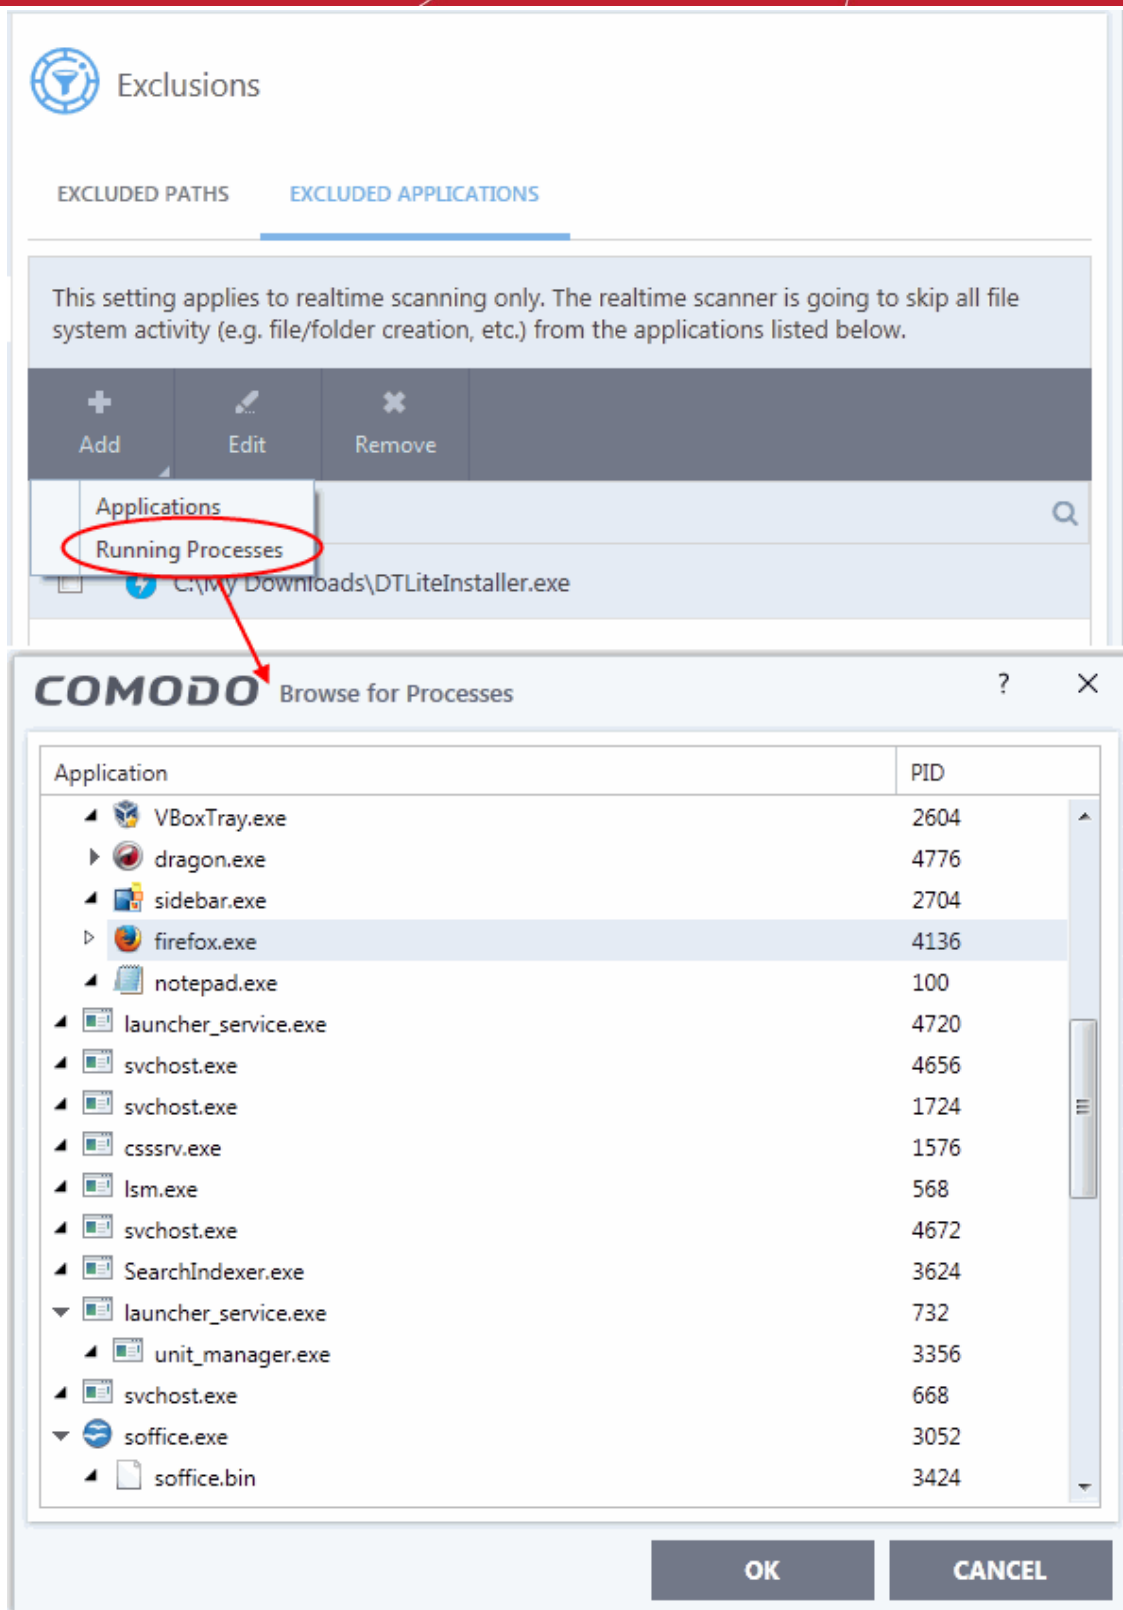 Exclusions
EXCLUDED PATHS EXCLUDED APPLICATIONS
This setting applies to realtime scanning only. The realtime scanner is going to skip all file
system activity (e.g. file/folder creation, etc.) from the applications listed below.
Add Edit Remove
Applications
Running Processes
C:\My Downloads\DTLiteInstaller.exe
COMODO Browse for Processes ?
Application PID
VBoxTray.exe 2604
dragon.exe 4776
sidebar.exe 2704
firefox.exe 4136
notepad.exe 100
launcher_service.exe 4720
svchost.exe 4656
svchost.exe 1724
csssrv.exe 1576
lsm.exe 568
svchost.exe 4672
SearchIndexer.exe 3624
launcher_service.exe 732
unit_manager.exe 3356
svchost.exe 668
soffice.exe 3052
soffice.bin 3424
OK CANCEL